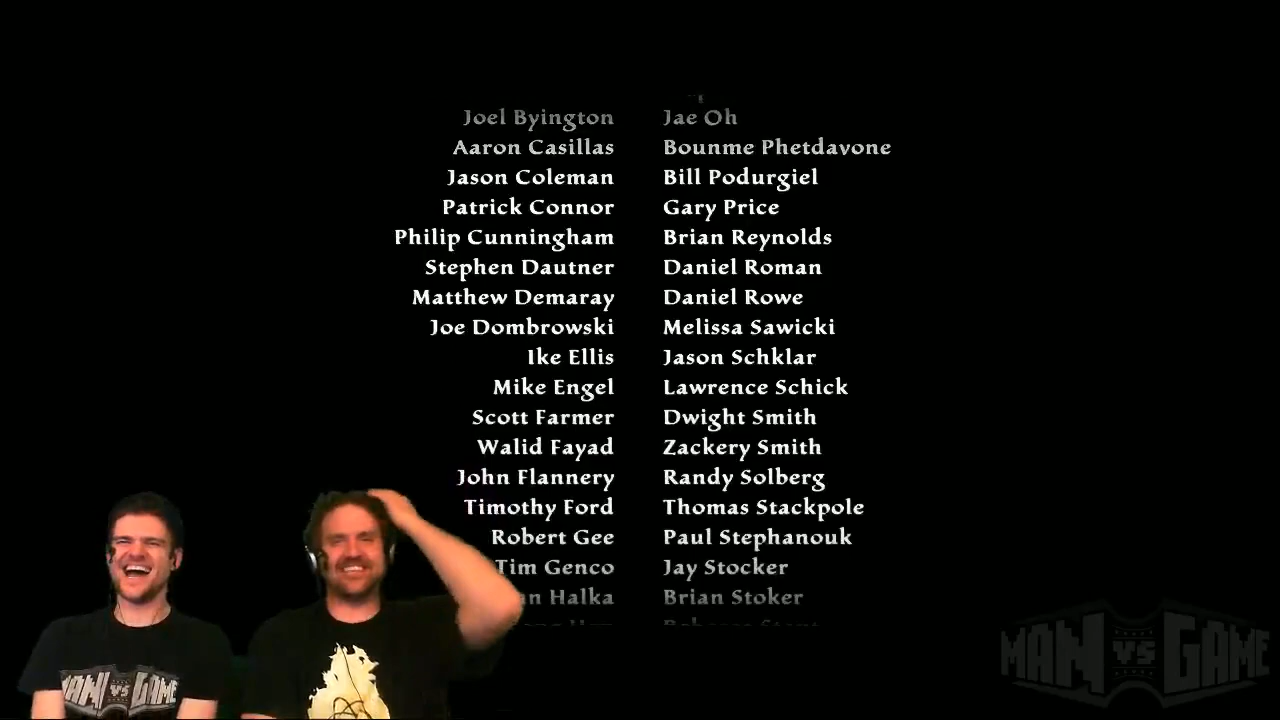 Joel Byington Jae Oh
Aaron Casillas Bounme Phetdavone
Jason Coleman Bill Podurgiel
Patrick Connor Gary Price
Philip Cunningham Brian Reynolds
Stephen Dautner Daniel Roman
Matthew Demaray Daniel Rowe
Joe Dombrowski Melissa Sawicki
Ike Ellis Jason Schklar
Mike Engel Lawrence Schick
Scott Farmer Dwight Smith
Walid Fayad Zackery Smith
John Flannery Randy Solberg
Timothy Ford Thomas Stackpole
Robert Gee Paul Stephanouk
Tim Genco Jay Stocker
Halka Brian Stoker
MAN VS GAME
MAN VS GAME